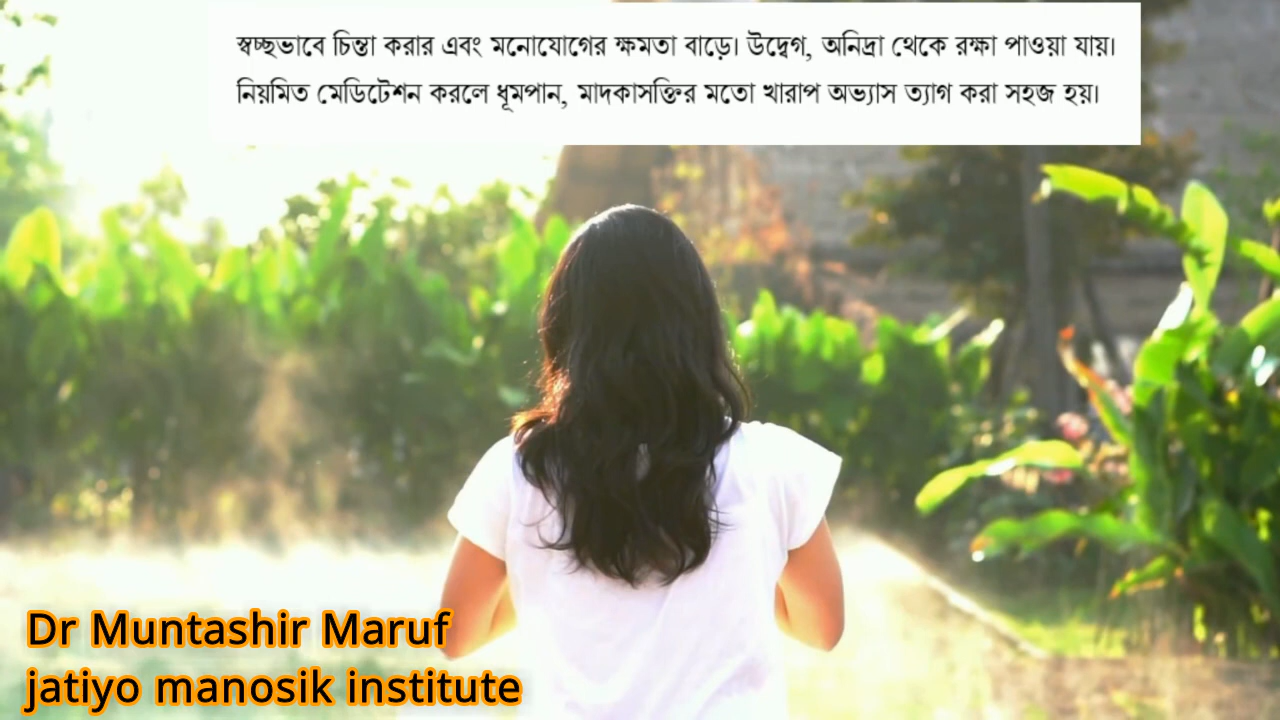 স্বচ্ছভাবে চিন্তা করার এবং মনোযোগের ক্ষমতা বাড়ে। উদ্বেগ, অনিদ্রা থেকে রক্ষা পাওয়া যায়।
নিয়মিত মেডিটেশন করলে ধূমপান, মাদকাসক্তির মতো খারাপ অভ্যাস ত্যাগ করা সহজ হয়।
Dr Muntashir Maruf
jatiyo manosik institute